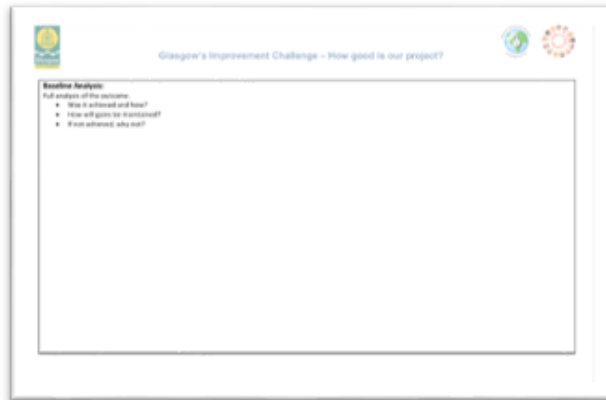 Glasgow's Improvement Challenge – How good is our project?
Baseline Analysis:
Full analysis of the outcome.
• Was it achieved and how?
• How will gains be maintained?
• If not achieved, why not?